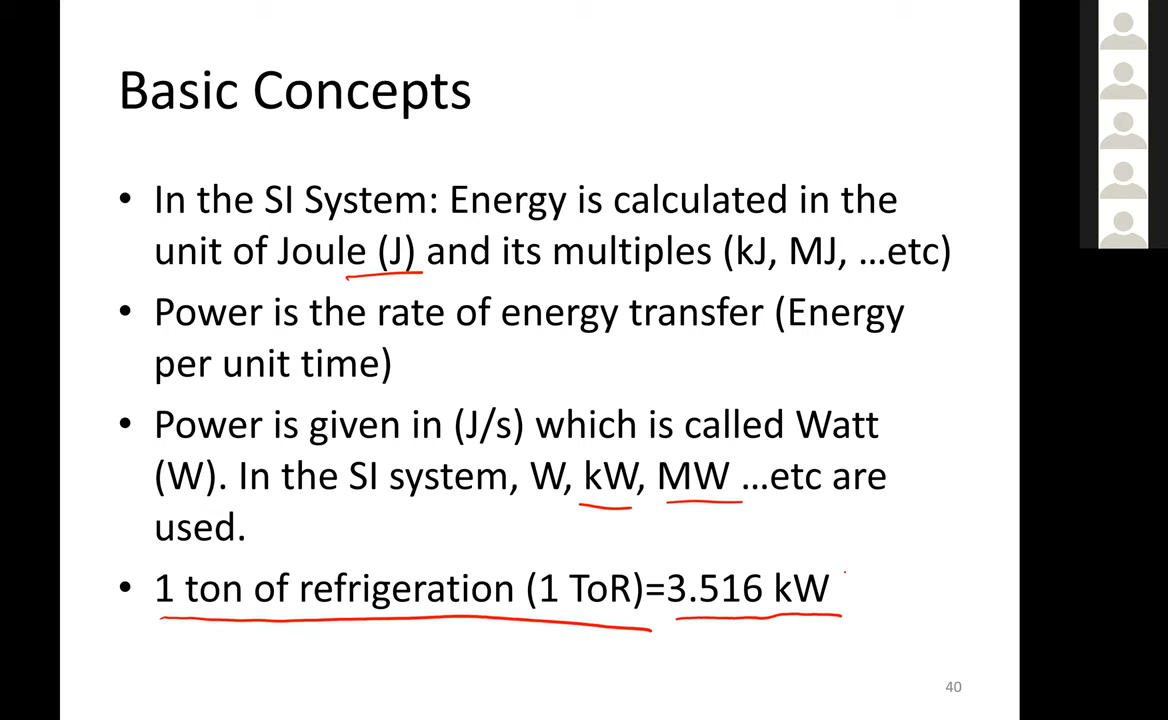 Basic Concepts
• In the SI System: Energy is calculated in the
unit of Joule (J) and its multiples (kJ, MJ, …etc)
• Power is the rate of energy transfer (Energy
per unit time)
• Power is given in (J/s) which is called Watt
(W). In the SI system, W, kW, MW …etc are
used.
• 1 ton of refrigeration (1 ToR)=3.516 kW
40